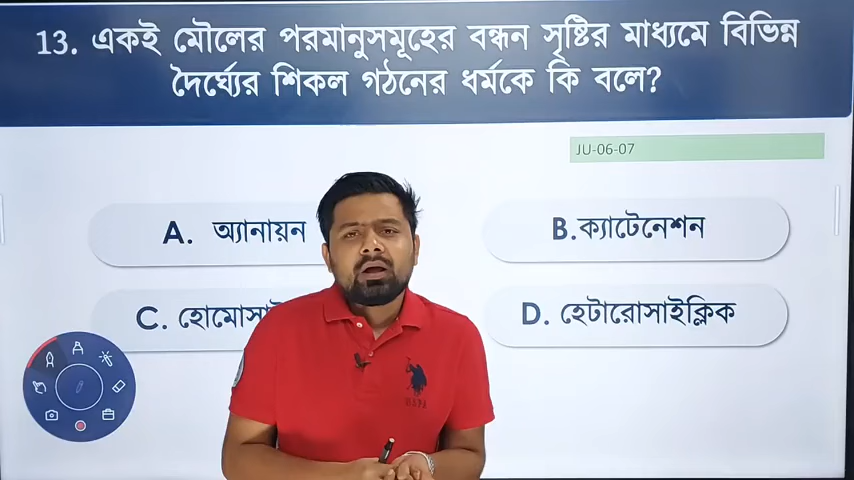 13. একই মৌলের পরমানুসমূহের বন্ধন সৃষ্টির মাধ্যমে বিভিন্ন
দৈর্ঘ্যের শিকল গঠনের ধর্মকে কি বলে?
JU-06-07
A. অ্যানায়ন
B.ক্যাটেনেশন
C.
D. হেটারোসাইক্লিক